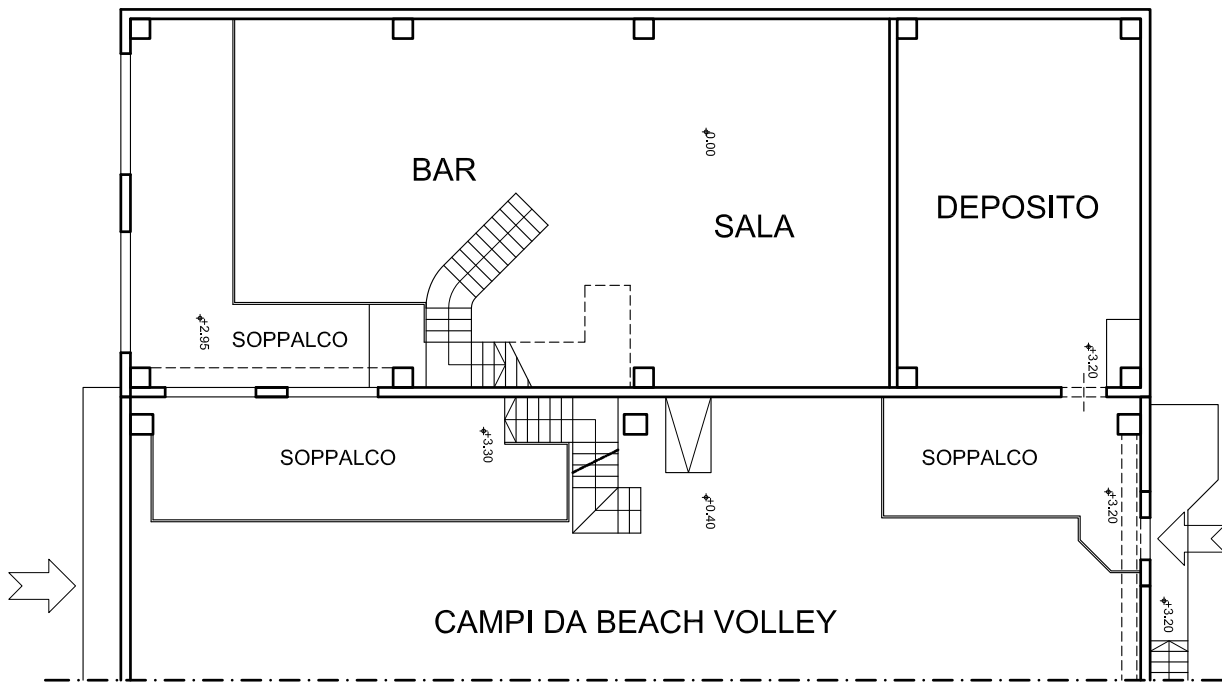 +0.00
BAR
DEPOSITO
SALA
+2.95
SOPPALCO
+3.20
SOPPALCO
+3.30
SOPPALCO
+0.40
+3.20
+3.20
CAMPI DA BEACH VOLLEY